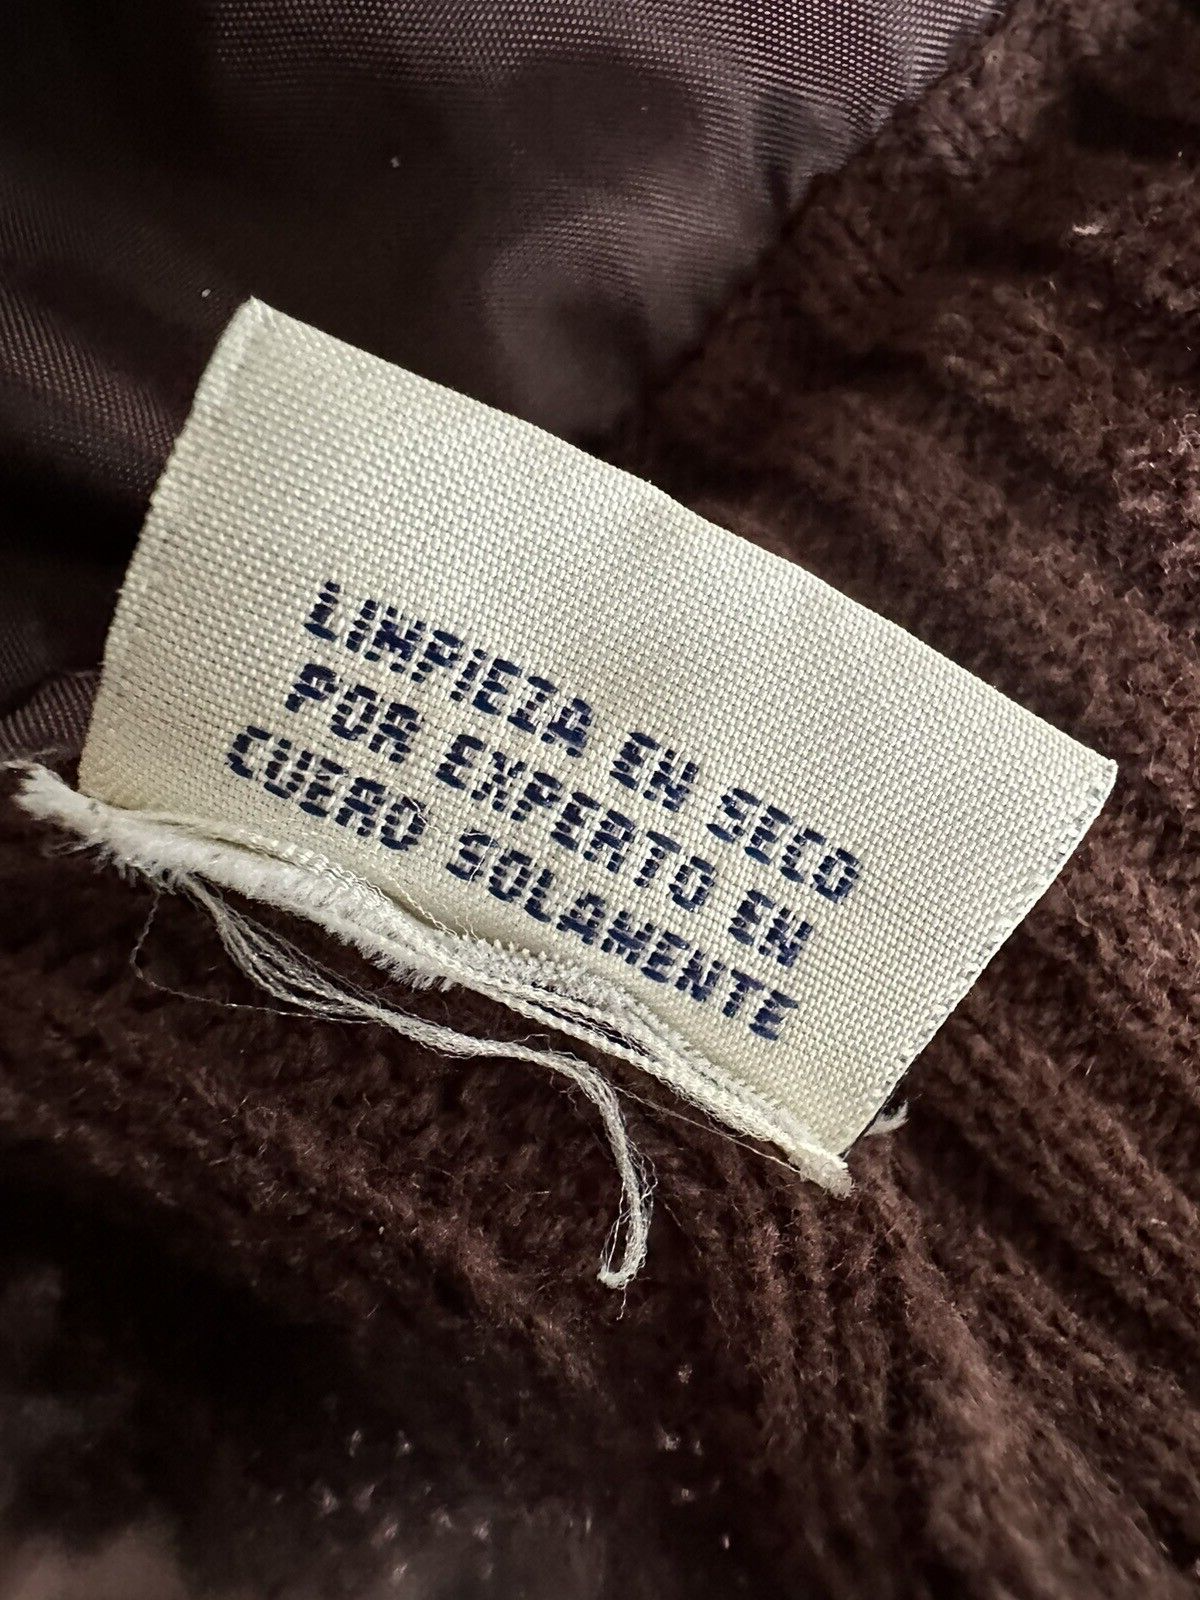 LIMPIEZA EN SECO
POR EXPERTO EN
CUERO SOLAMENTE